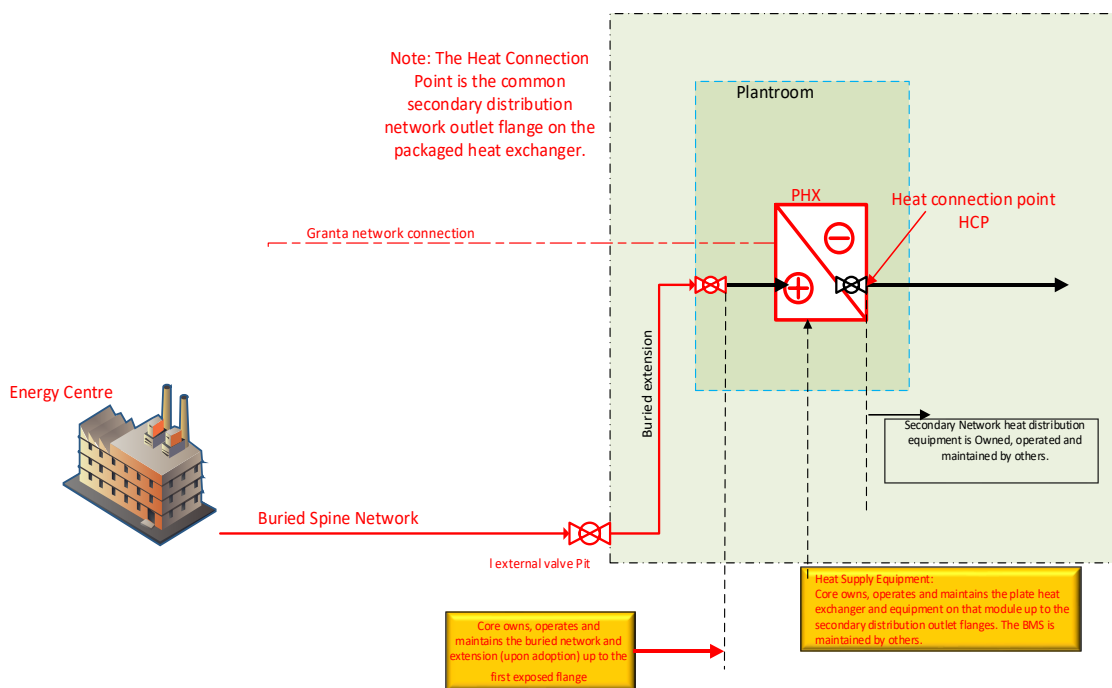 Note: The Heat Connection
Point is the common
secondary distribution
network outlet flange on the
packaged heat exchanger.
Plantroom
PHX
Heat connection point
HCP
Granta network connection
Buried extension
Energy Centre
Secondary Network heat distribution
equipment is Owned, operated and
maintained by others.
Buried Spine Network
l external valve Pit
Heat Supply Equipment:
Core owns, operates and maintains the plate heat
exchanger and equipment on that module up to the
secondary distribution outlet flanges. The BMS is
maintained by others.
Core owns, operates and
maintains the buried network and
extension (upon adoption) up to the
first exposed flange